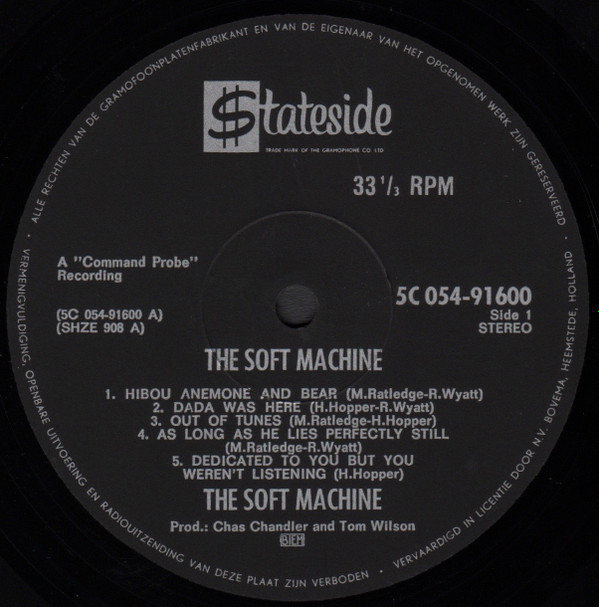 ALLE RECHTEN VAN DE GRAMOFOONPLATENFABRIKANT EN VAN DE EIGENAAR VAN HET OPGENOMEN WERK ZIJN GERESERVEERD ·
$tateside
TRADE MARK OF THE GRAMOPHONE CO LTD
33 1/3 RPM
A "Command Probe"
Recording
5C 054-91600
(5C 054-91600 A)
Side 1
(SHZE 908 A)
STEREO
THE SOFT MACHINE
1. HIBOU ANEMONE AND BEAR (M.Ratledge-R.Wyatt)
2. DADA WAS HERE (H.Hopper-R.Wyatt)
3. OUT OF TUNES (M.Ratledge-H.Hopper)
4. AS LONG AS HE LIES PERFECTLY STILL
(M.Ratledge-R.Wyatt)
5. DEDICATED TO YOU BUT YOU
WEREN'T LISTENING (H.Hopper)
THE SOFT MACHINE
Prod.: Chas Chandler and Tom Wilson
BIEM
· VERMENIGVULDIGING, OPENBARE UITVOERING EN RADIOUITZENDING VAN DEZE PLAAT ZIJN VERBODEN · VERVAARDIGD IN LICENTIE DOOR N.V. BOVEMA, HEEMSTEDE, HOLLAND ·